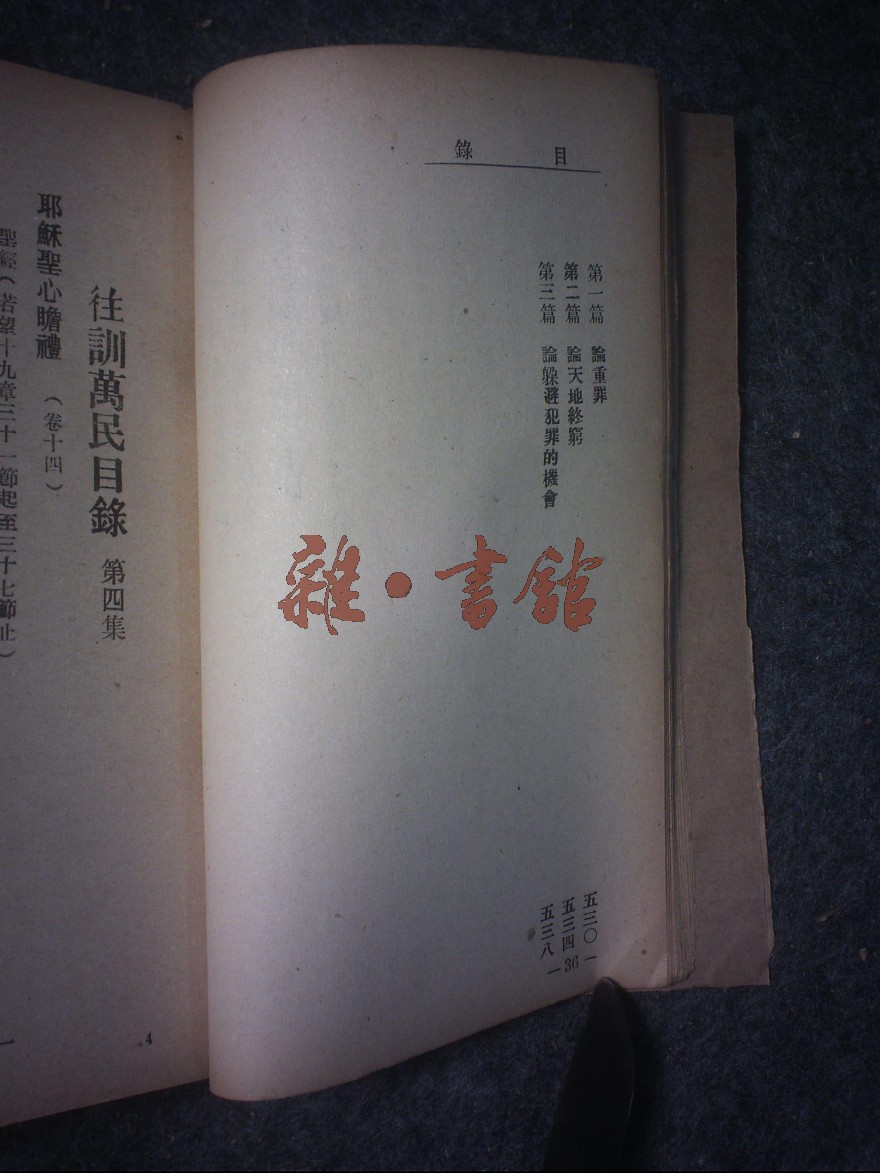 目錄
第一篇 論重罪 五三〇
第二篇 論天地終窮 五三四
第三篇 論躲避犯罪的機會 五三八
— 36 —
往訓萬民目錄 第四集
耶穌聖心瞻禮 (卷十四)
聖經(若望十九章三十一節起至三十七節止)
一
4
雜·書館